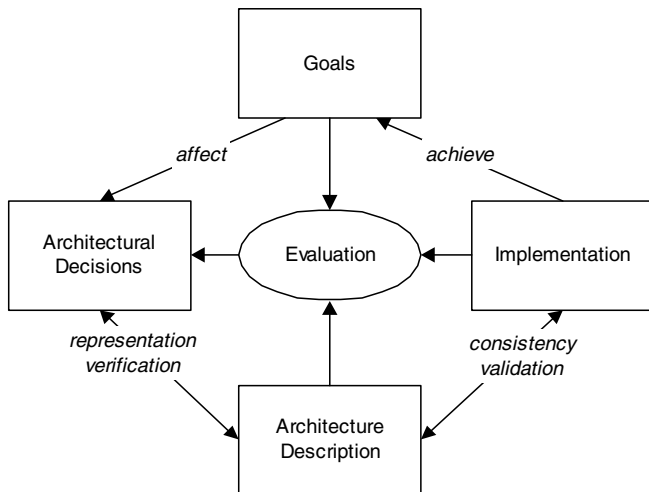 Goals
affect
achieve
Architectural
Decisions
Evaluation
Implementation
representation
verification
consistency
validation
Architecture
Description